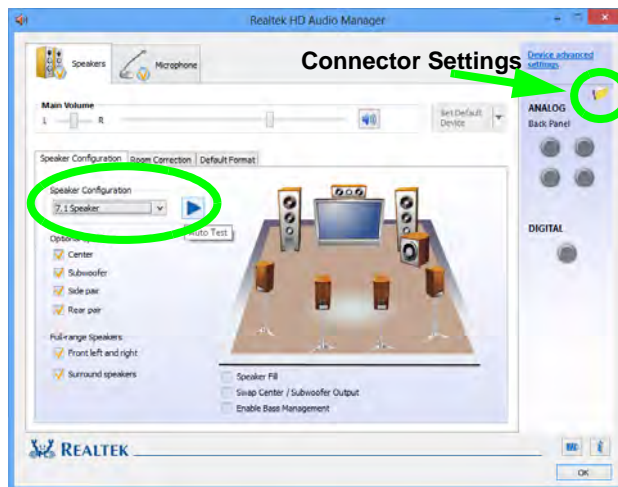 Realtek HD Audio Manager
Speakers
Microphone
Connector Settings
Device advanced
settings
Main Volume
L
R
Set Default
Device
ANALOG
Back Panel
Speaker Configuration
Room Correction
Default Format
Speaker Configuration
7.1 Speaker
Auto Test
DIGITAL
Center
Subwoofer
Side pair
Rear pair
Full-range Speakers
Front left and right
Surround speakers
Speaker Fill
Swap Center / Subwoofer Output
Enable Bass Management
REALTEK
OK